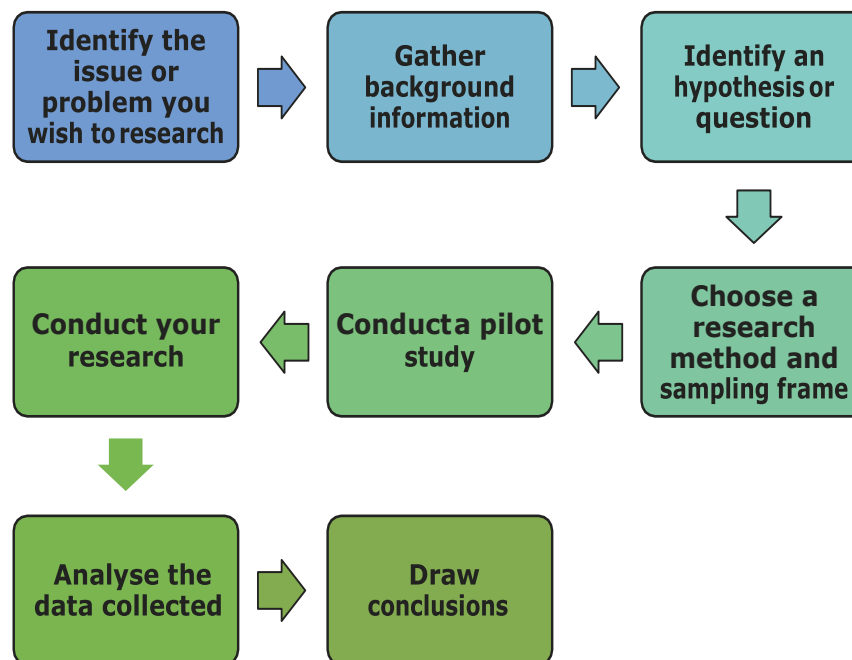 Identify the
issue or
problem you
wish to research
Gather
background
information
Identify an
hypothesis or
question
Choose a
research
method and
sampling frame
Conducta pilot
study
Conduct your
research
Analyse the
data collected
Draw
conclusions